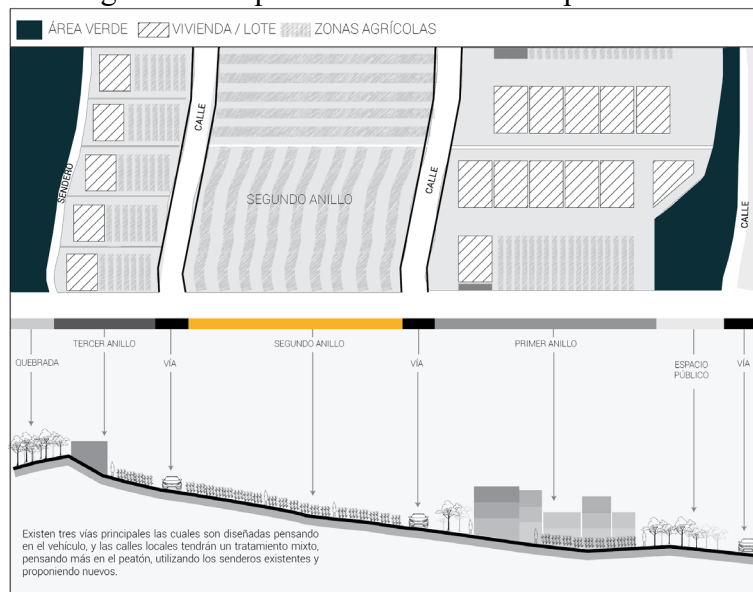 ÁREA VERDE VIVIENDA / LOTE ZONAS AGRÍCOLAS
SENDERO
CALLE
SEGUNDO ANILLO
CALLE
CALLE
TERCER ANILLO SEGUNDO ANILLO PRIMER ANILLO
QUEBRADA VÍA VÍA ESPACIO PÚBLICO VÍA
Existen tres vías principales las cuales son diseñadas pensando
en el vehículo, y las calles locales tendrán un tratamiento mixto,
pensando más en el peatón, utilizando los senderos existentes y
proponiendo nuevos.